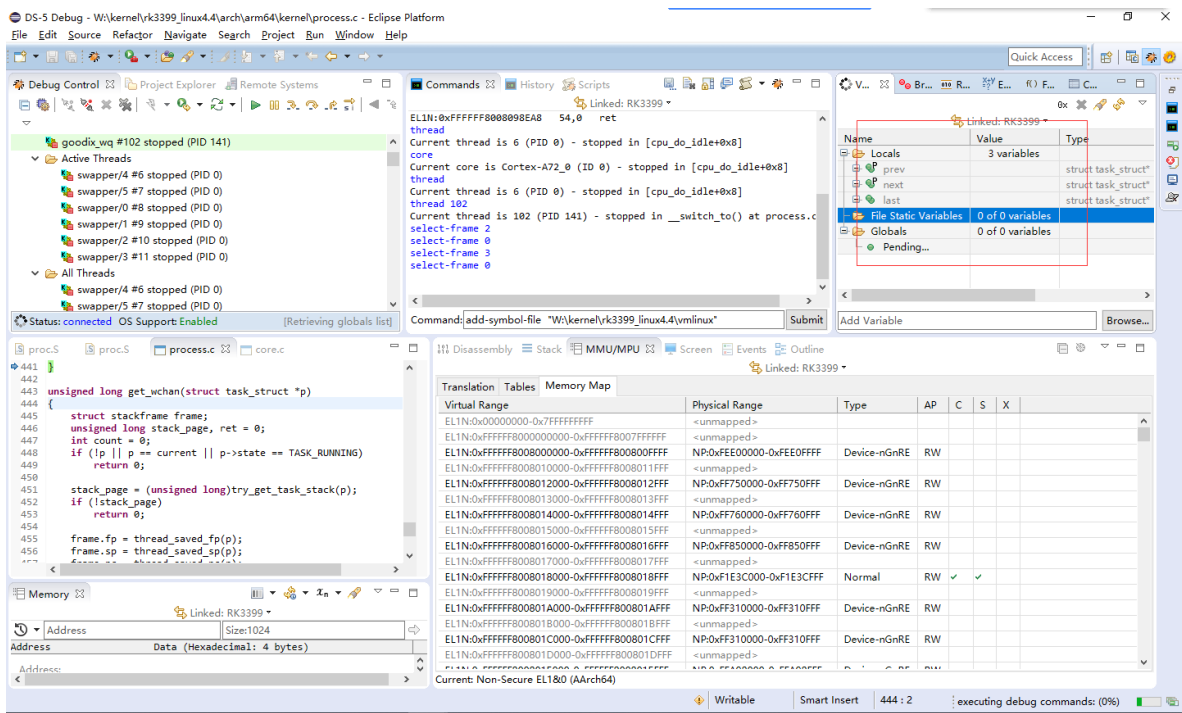 DS-5 Debug - W:\kernel\rk3399_linux4.4\arch\arm64\kernel\process.c - Eclipse Platform
File Edit Source Refactor Navigate Search Project Run Window Help
Quick Access
Debug Control Project Explorer Remote Systems
goodix_wq #102 stopped (PID 141)
Active Threads
swapper/4 #6 stopped (PID 0)
swapper/5 #7 stopped (PID 0)
swapper/0 #8 stopped (PID 0)
swapper/1 #9 stopped (PID 0)
swapper/2 #10 stopped (PID 0)
swapper/3 #11 stopped (PID 0)
All Threads
swapper/4 #6 stopped (PID 0)
swapper/5 #7 stopped (PID 0)
Status: connected OS Support: Enabled [Retrieving globals list]
Commands History Scripts
Linked: RK3399
EL1N:0xFFFFFF8008098EA8 54,0 ret
thread
Current thread is 6 (PID 0) - stopped in [cpu_do_idle+0x8]
core
Current core is Cortex-A72_0 (ID 0) - stopped in [cpu_do_idle+0x8]
thread
Current thread is 6 (PID 0) - stopped in [cpu_do_idle+0x8]
thread 102
Current thread is 102 (PID 141) - stopped in __switch_to() at process.c
select-frame 2
select-frame 0
select-frame 3
select-frame 0
Command: add-symbol-file "W:\kernel\rk3399_linux4.4\vmlinux" Submit
V... Br... R... E... f() F... C...
0x
Linked: RK3399
Name Value Type
Locals 3 variables
prev struct task_struct*
next struct task_struct*
last struct task_struct*
File Static Variables 0 of 0 variables
Globals 0 of 0 variables
Pending...
Add Variable Browse...
proc.S proc.S process.c core.c
441 }
442
443 unsigned long get_wchan(struct task_struct *p)
444 {
445 struct stackframe frame;
446 unsigned long stack_page, ret = 0;
447 int count = 0;
448 if (!p || p == current || p->state == TASK_RUNNING)
449 return 0;
450
451 stack_page = (unsigned long)try_get_task_stack(p);
452 if (!stack_page)
453 return 0;
454
455 frame.fp = thread_saved_fp(p);
456 frame.sp = thread_saved_sp(p);
Memory
Linked: RK3399
Address Size:1024
Address Data (Hexadecimal: 4 bytes)
Address:
Disassembly Stack MMU/MPU Screen Events Outline
Linked: RK3399
Translation Tables Memory Map
Virtual Range Physical Range Type AP C S X
EL1N:0x00000000-0x7FFFFFFFFF <unmapped>
EL1N:0xFFFFFF8000000000-0xFFFFFF8007FFFFFF <unmapped>
EL1N:0xFFFFFF8008000000-0xFFFFFF800800FFFF NP:0xFEE00000-0xFEE0FFFF Device-nGnRE RW
EL1N:0xFFFFFF8008010000-0xFFFFFF8008011FFF <unmapped>
EL1N:0xFFFFFF8008012000-0xFFFFFF8008012FFF NP:0xFF750000-0xFF750FFF Device-nGnRE RW
EL1N:0xFFFFFF8008013000-0xFFFFFF8008013FFF <unmapped>
EL1N:0xFFFFFF8008014000-0xFFFFFF8008014FFF NP:0xFF760000-0xFF760FFF Device-nGnRE RW
EL1N:0xFFFFFF8008015000-0xFFFFFF8008015FFF <unmapped>
EL1N:0xFFFFFF8008016000-0xFFFFFF8008016FFF NP:0xFF850000-0xFF850FFF Device-nGnRE RW
EL1N:0xFFFFFF8008017000-0xFFFFFF8008017FFF <unmapped>
EL1N:0xFFFFFF8008018000-0xFFFFFF8008018FFF NP:0xF1E3C000-0xF1E3CFFF Normal RW ✓ ✓
EL1N:0xFFFFFF8008019000-0xFFFFFF8008019FFF <unmapped>
EL1N:0xFFFFFF800801A000-0xFFFFFF800801AFFF NP:0xFF310000-0xFF310FFF Device-nGnRE RW
EL1N:0xFFFFFF800801B000-0xFFFFFF800801BFFF <unmapped>
EL1N:0xFFFFFF800801C000-0xFFFFFF800801CFFF NP:0xFF310000-0xFF310FFF Device-nGnRE RW
EL1N:0xFFFFFF800801D000-0xFFFFFF800801DFFF <unmapped>
Current: Non-Secure EL1&0 (AArch64)
Writable Smart Insert 444 : 2 executing debug commands: (0%)